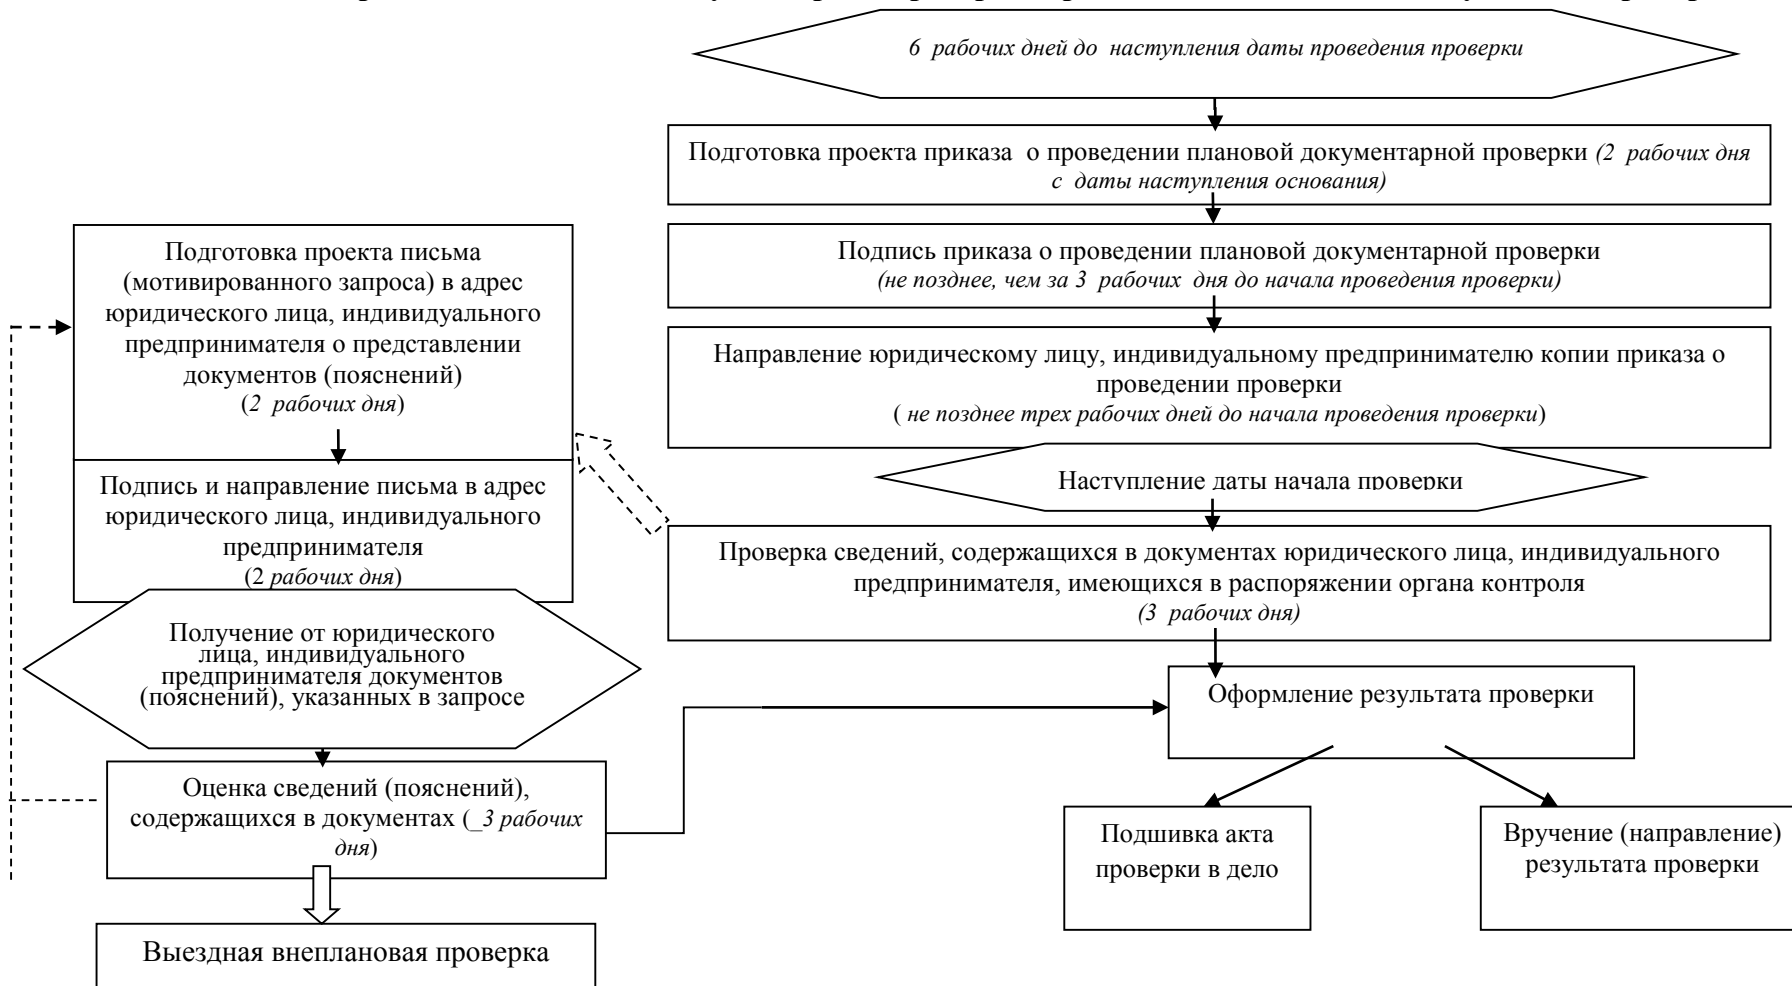 6 рабочих дней до наступления даты проведения проверки
Подготовка проекта приказа о проведении плановой документарной проверки (2 рабочих дня
с даты наступления основания)
Подпись приказа о проведении плановой документарной проверки
(не позднее, чем за 3 рабочих дня до начала проведения проверки)
Направление юридическому лицу, индивидуальному предпринимателю копии приказа о
проведении проверки
( не позднее трех рабочих дней до начала проведения проверки)
Наступление даты начала проверки
Проверка сведений, содержащихся в документах юридического лица, индивидуального
предпринимателя, имеющихся в распоряжении органа контроля
(3 рабочих дня)
Подготовка проекта письма
(мотивированного запроса) в адрес
юридического лица, индивидуального
предпринимателя о представлении
документов (пояснений)
(2 рабочих дня)
Подпись и направление письма в адрес
юридического лица, индивидуального
предпринимателя
(2 рабочих дня)
Получение от юридического
лица, индивидуального
предпринимателя документов
(пояснений), указанных в запросе
Оценка сведений (пояснений),
содержащихся в документах (_3 рабочих
дня)
Выездная внеплановая проверка
Оформление результата проверки
Подшивка акта
проверки в дело
Вручение (направление)
результата проверки